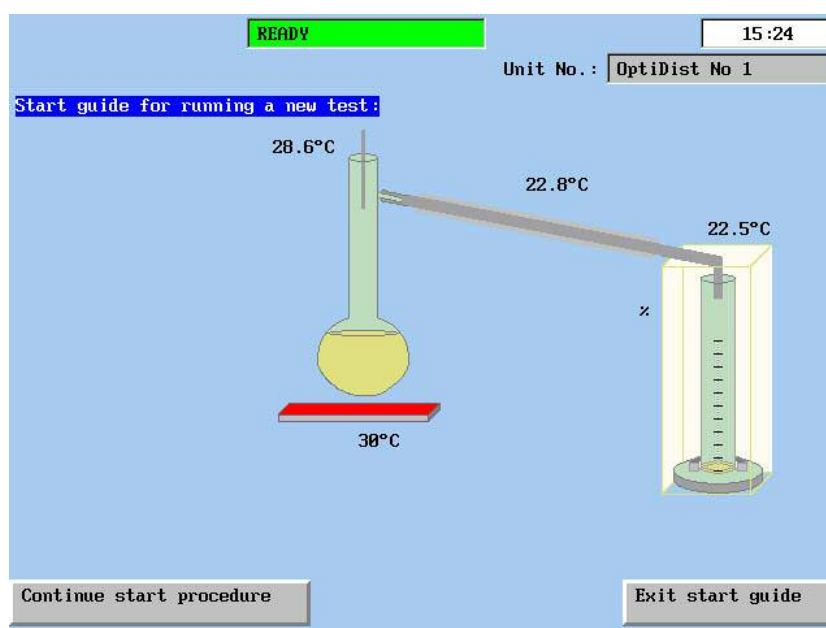 READY
15:24
Unit No.: OptiDist No 1
Start guide for running a new test:
28.6°C
22.8°C
22.5°C
%
30°C
Continue start procedure
Exit start guide